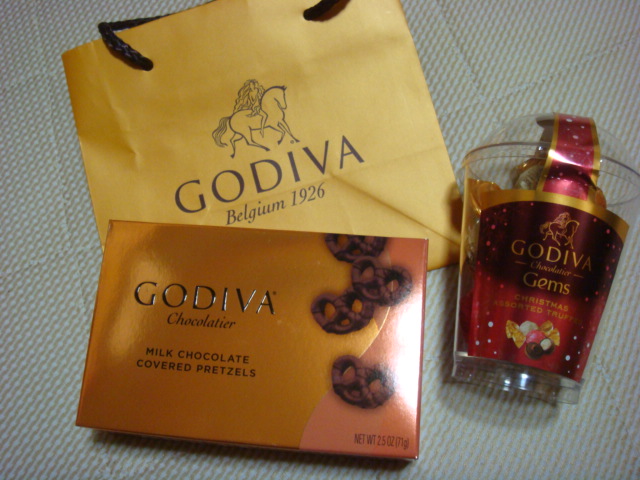 GODIVA
Belgium 1926
GODIVA
Chocolatier
MILK CHOCOLATE
COVERED PRETZELS
NET WT 2.5 OZ (71g)
GODIVA
Chocolatier
Gems
CHRISTMAS
ASSORTED TRUFFLES